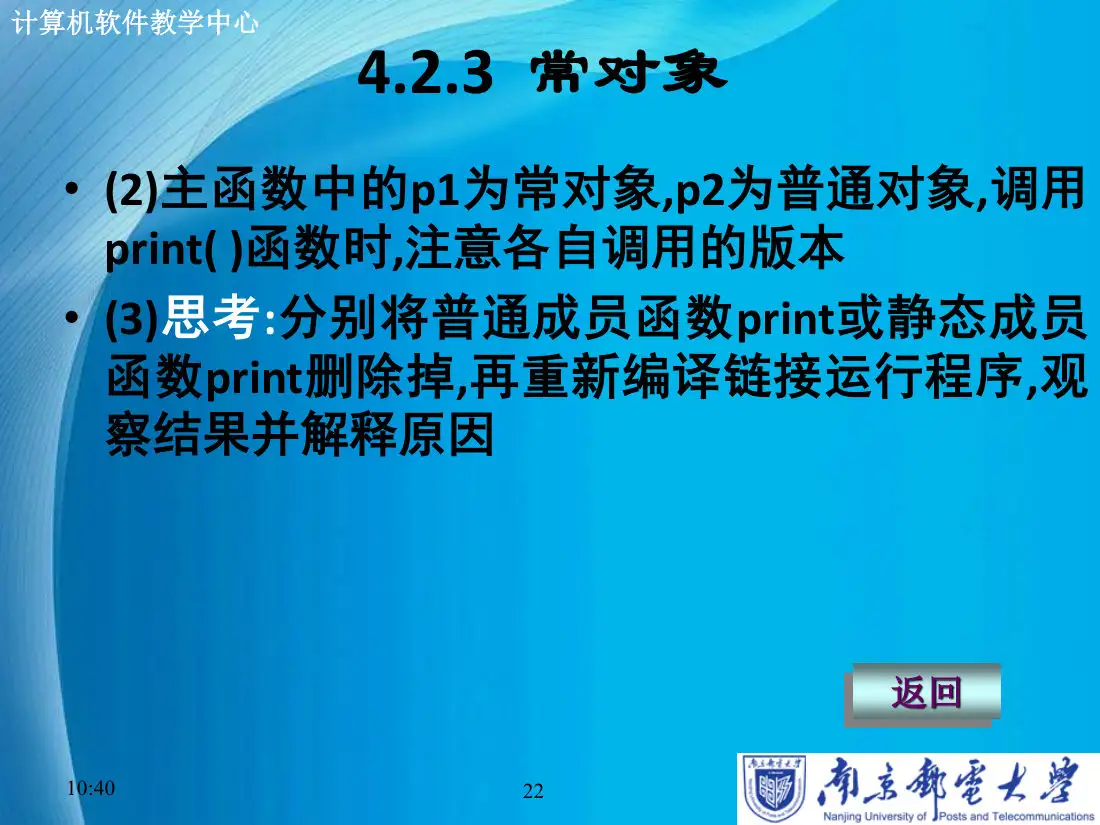 计算机软件教学中心
4.2.3 常对象
• (2)主函数中的p1为常对象,p2为普通对象,调用
print( )函数时,注意各自调用的版本
• (3)思考:分别将普通成员函数print或静态成员
函数print删除掉,再重新编译链接运行程序,观
察结果并解释原因
返回
10:40
22
南京邮电大学
南京郵電大學
Nanjing University of Posts and Telecommunications